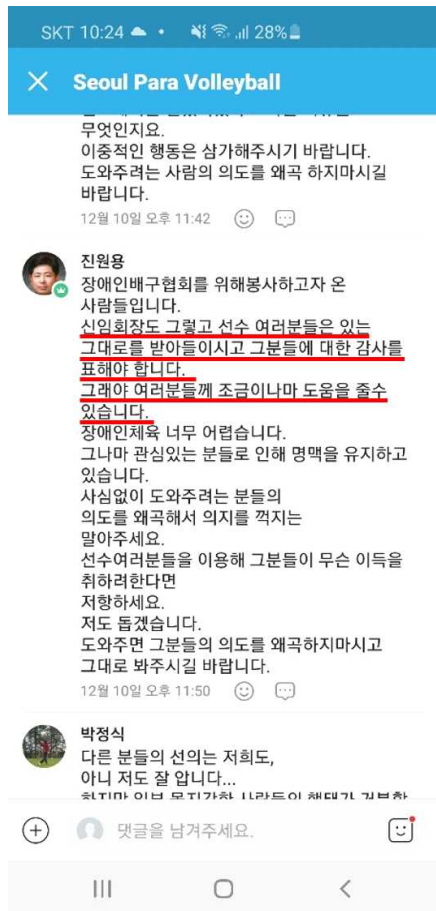 SKT 10:24
28%
Seoul Para Volleyball
무엇인지요.
이중적인 행동은 삼가해주시기 바랍니다.
도와주려는 사람의 의도를 왜곡 하지마시길
바랍니다.
12월 10일 오후 11:42
진원용
장애인배구협회를 위해봉사하고자 온
사람들입니다.
신임회장도 그렇고 선수 여러분들은 있는
그대로를 받아들이시고 그분들에 대한 감사를
표해야 합니다.
그래야 여러분들께 조금이나마 도움을 줄수
있습니다.
장애인체육 너무 어렵습니다.
그나마 관심있는 분들로 인해 명맥을 유지하고
있습니다.
사심없이 도와주려는 분들의
의도를 왜곡해서 의지를 꺽지는
말아주세요.
선수여러분들을 이용해 그분들이 무슨 이득을
취하려한다면
저항하세요.
저도 돕겠습니다.
도와주면 그분들의 의도를 왜곡하지마시고
그대로 봐주시길 바랍니다.
12월 10일 오후 11:50
박정식
다른 분들의 선의는 저희도,
아니 저도 잘 압니다...
하지만 일부 몰지각한 사람들의 행태가
댓글을 남겨주세요.